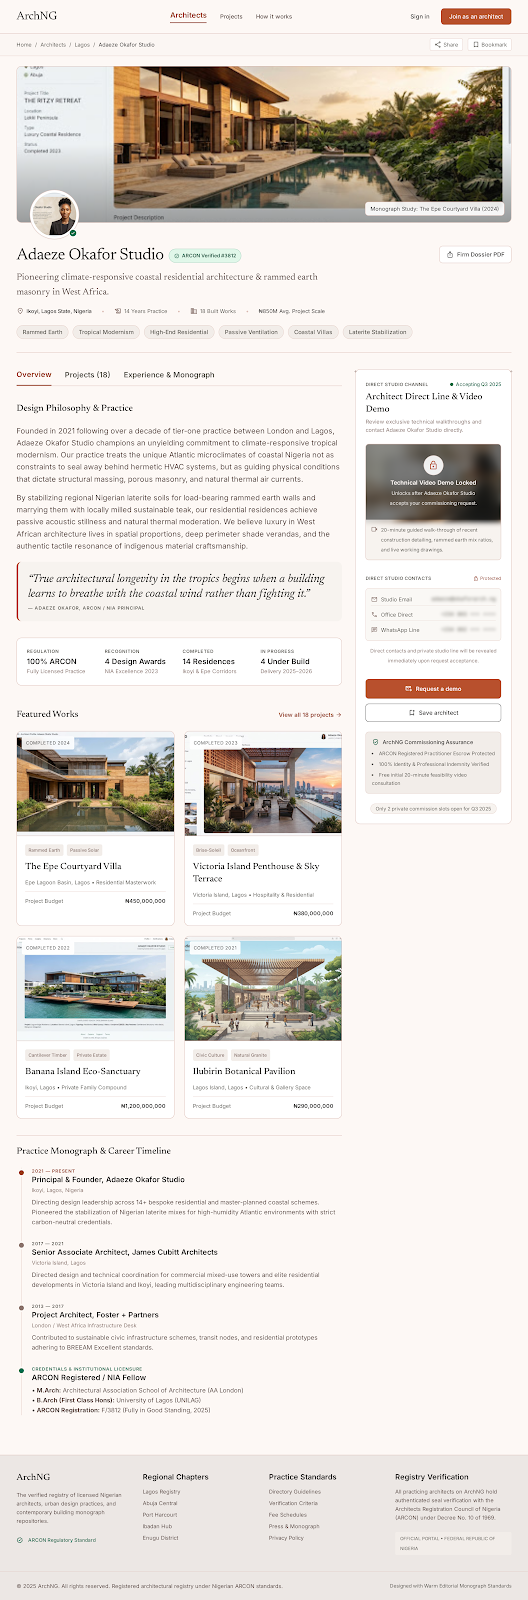 ArchNG
Architects
Projects
How it works
Sign in
Join as an architect
Home / Architects / Lagos / Adaeze Okafor Studio
Share
Bookmark
Lagos
Abuja
Project Title
THE RITZY RETREAT
Location
Lekki Peninsula
Type
Luxury Coastal Residence
Status
Completed 2023
Project Description
Monograph Study: The Epe Courtyard Villa (2024)
Adaeze Okafor Studio
ARCON Verified #3812
Firm Dossier PDF
Pioneering climate-responsive coastal residential architecture & rammed earth
masonry in West Africa.
Ikoyi, Lagos State, Nigeria
14 Years Practice
18 Built Works
₦850M Avg. Project Scale
Rammed Earth
Tropical Modernism
High-End Residential
Passive Ventilation
Coastal Villas
Laterite Stabilization
Overview
Projects (18)
Experience & Monograph
Design Philosophy & Practice
Founded in 2021 following over a decade of tier-one practice between London and Lagos,
Adaeze Okafor Studio champions an unyielding commitment to climate-responsive tropical
modernism. Our practice treats the unique Atlantic microclimates of coastal Nigeria not as
constraints to seal away behind hermetic HVAC systems, but as guiding physical conditions
that dictate structural massing, porous masonry, and natural thermal air currents.
By stabilizing regional Nigerian laterite soils for load-bearing rammed earth walls and
marrying them with locally milled sustainable teak, our residential residences achieve
passive acoustic stillness and natural thermal moderation. We believe luxury in West
African architecture lives in spatial proportions, deep perimeter shade verandas, and the
authentic tactile resonance of indigenous material craftsmanship.
“True architectural longevity in the tropics begins when a building
learns to breathe with the coastal wind rather than fighting it.”
— ADAEZE OKAFOR, ARCON / NIA PRINCIPAL
REGULATION
100% ARCON
Fully Licensed Practice
RECOGNITION
4 Design Awards
NIA Excellence 2023
COMPLETED
14 Residences
Ikoyi & Epe Corridors
IN PROGRESS
4 Under Build
Delivery 2025–2026
Featured Works
View all 18 projects →
COMPLETED 2024
Rammed Earth
Passive Solar
The Epe Courtyard Villa
Epe Lagoon Basin, Lagos • Residential Masterwork
Project Budget
₦450,000,000
COMPLETED 2023
Brise-Soleil
Oceanfront
Victoria Island Penthouse & Sky
Terrace
Victoria Island, Lagos • Hospitality & Residential
Project Budget
₦380,000,000
COMPLETED 2022
Cantilever Timber
Private Estate
Banana Island Eco-Sanctuary
Ikoyi, Lagos • Private Family Compound
Project Budget
₦1,200,000,000
COMPLETED 2021
Civic Culture
Natural Granite
Ilubirin Botanical Pavilion
Lagos Island, Lagos • Cultural & Gallery Space
Project Budget
₦290,000,000
Practice Monograph & Career Timeline
2021 — PRESENT
Principal & Founder, Adaeze Okafor Studio
Ikoyi, Lagos, Nigeria
Directing design leadership across 14+ bespoke residential and master-planned coastal schemes.
Pioneered the stabilization of Nigerian laterite mixes for high-humidity Atlantic environments with strict
carbon-neutral credentials.
2017 — 2021
Senior Associate Architect, James Cubitt Architects
Victoria Island, Lagos
Directed design and technical coordination for commercial mixed-use towers and elite residential
developments in Victoria Island and Ikoyi, leading multidisciplinary engineering teams.
2013 — 2017
Project Architect, Foster + Partners
London / West Africa Infrastructure Desk
Contributed to sustainable civic infrastructure schemes, transit nodes, and residential prototypes
adhering to BREEAM Excellent standards.
CREDENTIALS & INSTITUTIONAL LICENSURE
ARCON Registered / NIA Fellow
• M.Arch: Architectural Association School of Architecture (AA London)
• B.Arch (First Class Hons): University of Lagos (UNILAG)
• ARCON Registration: F/3812 (Fully in Good Standing, 2025)
DIRECT STUDIO CHANNEL
Accepting Q3 2025
Architect Direct Line & Video
Demo
Review exclusive technical walkthroughs and
contact Adaeze Okafor Studio directly.
Technical Video Demo Locked
Unlocks after Adaeze Okafor Studio
accepts your commissioning request.
20-minute guided walk-through of recent
construction detailing, rammed earth mix ratios,
and live working drawings.
DIRECT STUDIO CONTACTS
Protected
Studio Email
Office Direct
WhatsApp Line
Direct contacts and private studio line will be revealed
immediately upon request acceptance.
Request a demo
Save architect
ArchNG Commissioning Assurance
• ARCON Registered Practitioner Escrow Protected
• 100% Identity & Professional Indemnity Verified
• Free initial 20-minute feasibility video
consultation
Only 2 private commission slots open for Q3 2025
ArchNG
The verified registry of licensed Nigerian
architects, urban design practices, and
contemporary building monograph
repositories.
ARCON Regulatory Standard
Regional Chapters
Lagos Registry
Abuja Central
Port Harcourt
Ibadan Hub
Enugu District
Practice Standards
Directory Guidelines
Verification Criteria
Fee Schedules
Press & Monograph
Privacy Policy
Registry Verification
All practicing architects on ArchNG hold
authenticated seal verification with the
Architects Registration Council of Nigeria
(ARCON) under Decree No. 10 of 1969.
OFFICIAL PORTAL • FEDERAL REPUBLIC OF
NIGERIA
© 2025 ArchNG. All rights reserved. Registered architectural registry under Nigerian ARCON standards.
Designed with Warm Editorial Monograph Standards